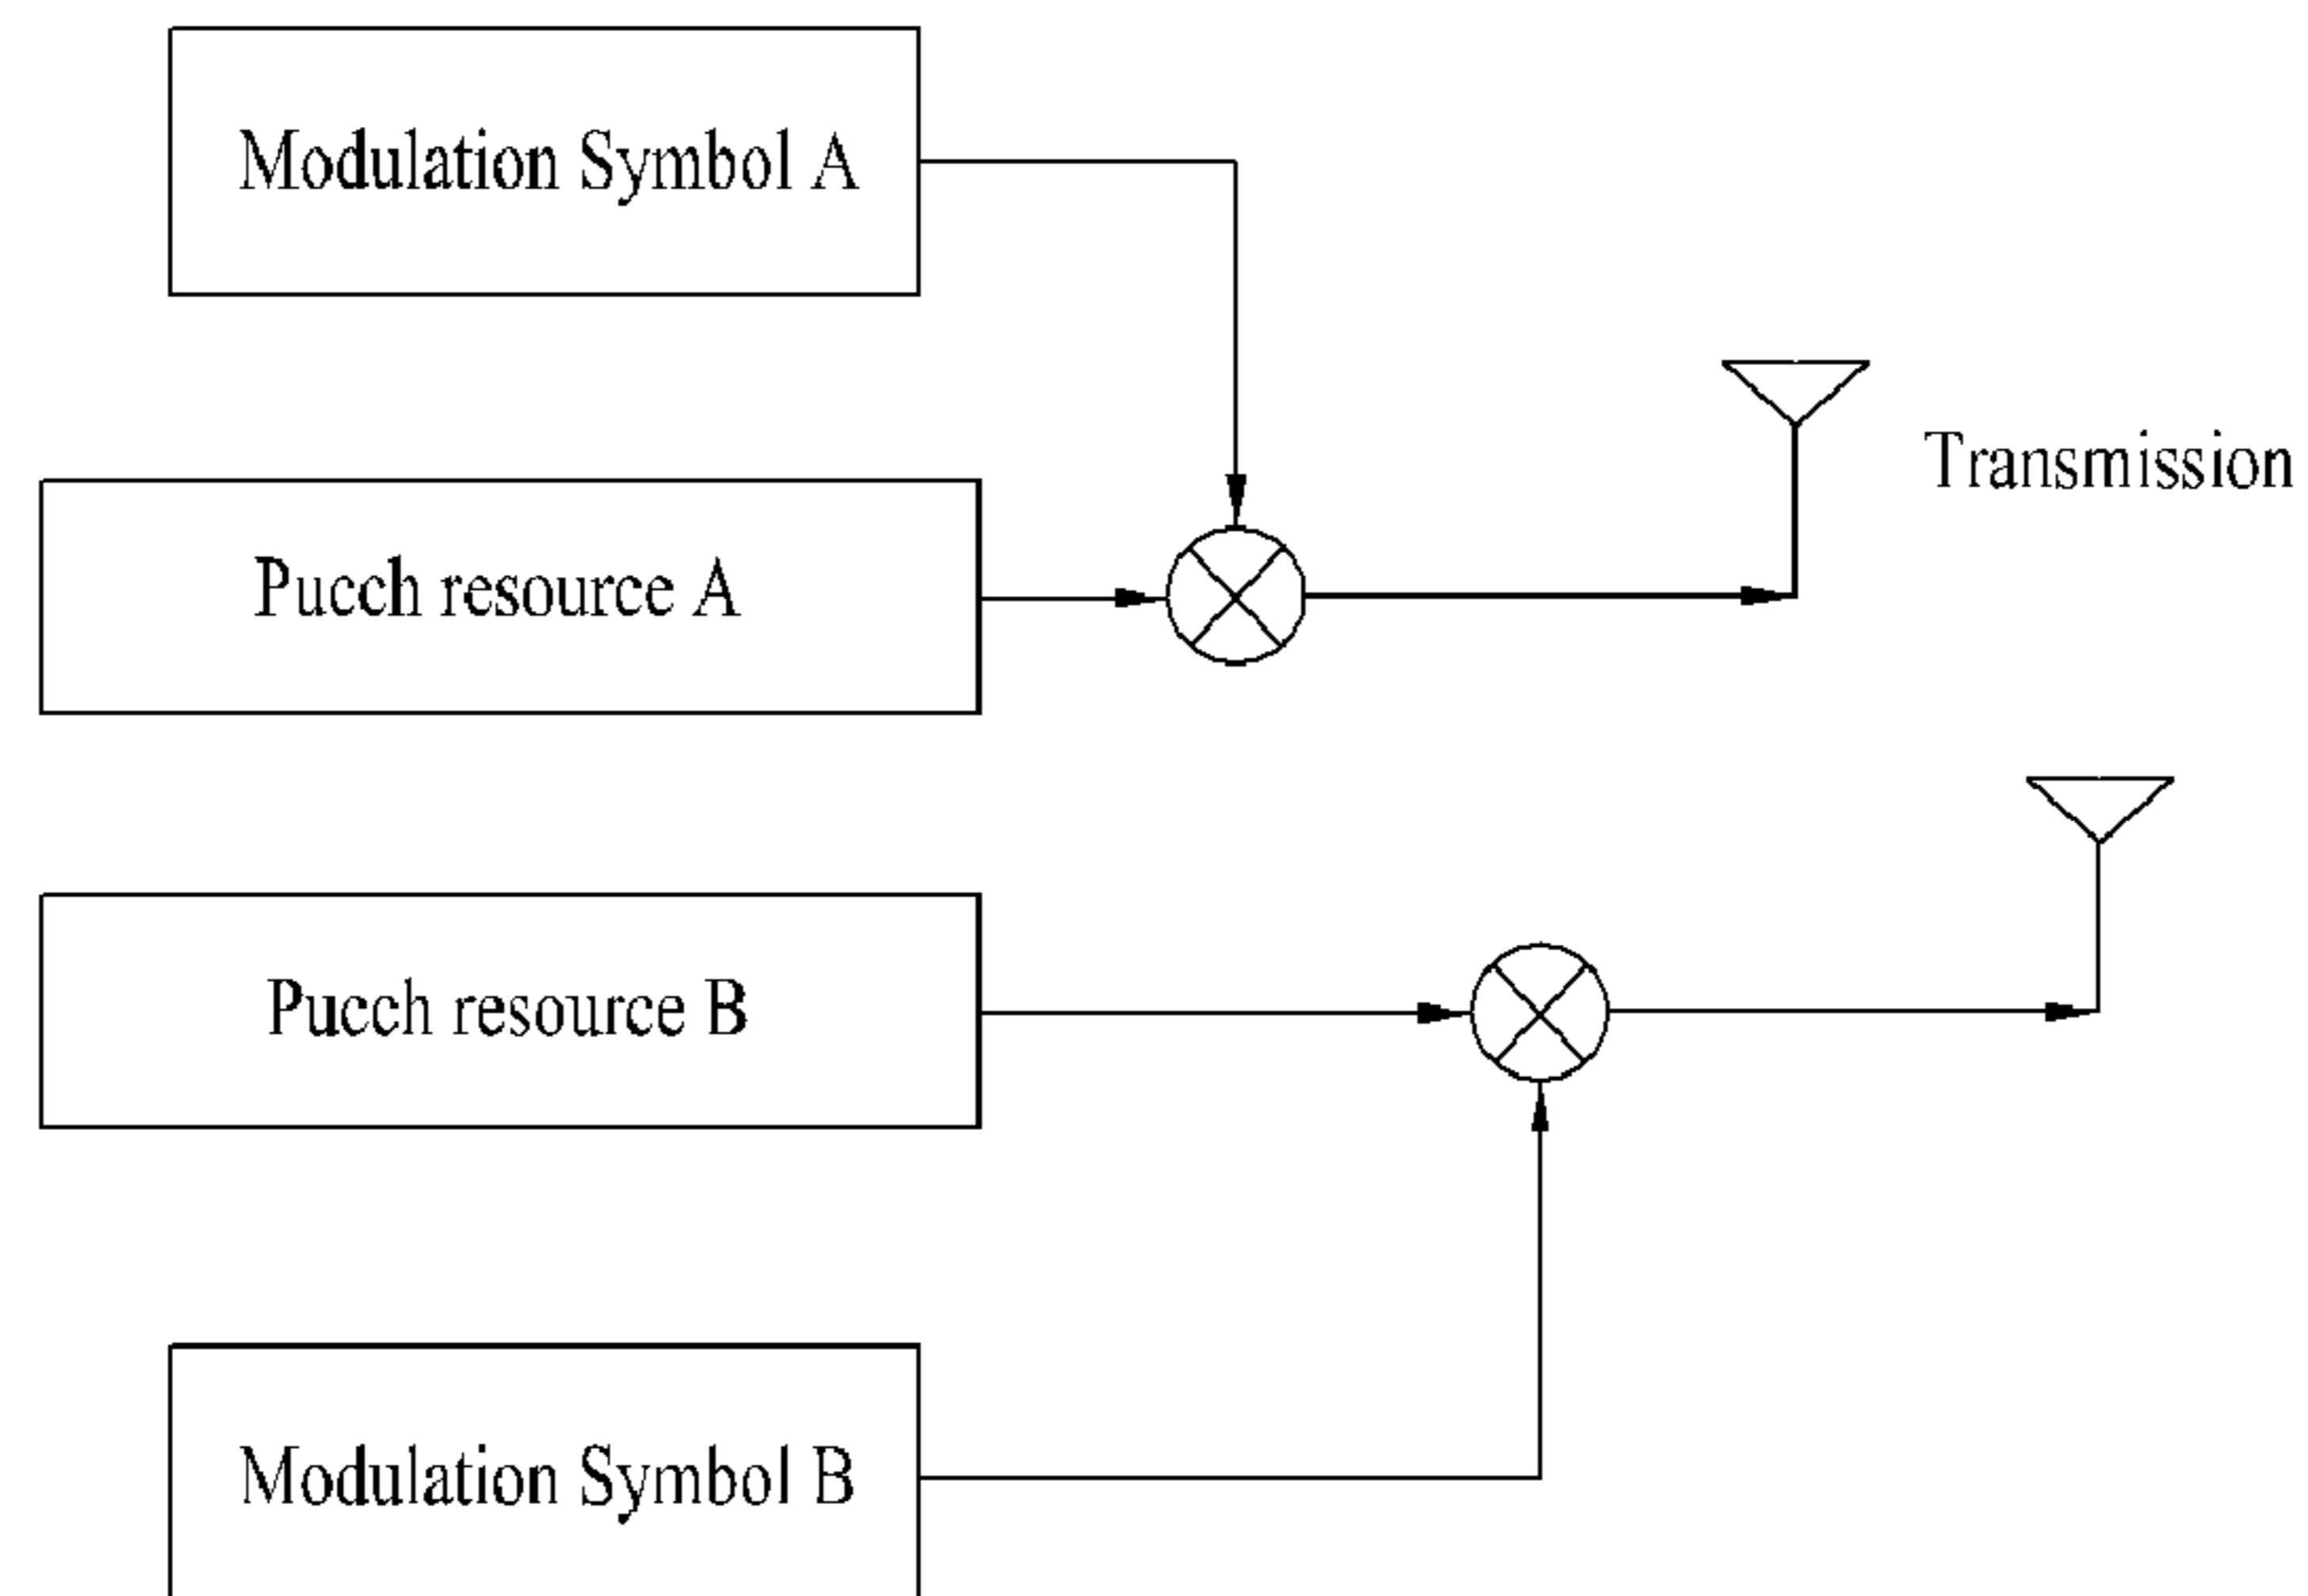 Modulation Symbol A
Transmission
Pucch resource A
Pucch resource B
Modulation Symbol B